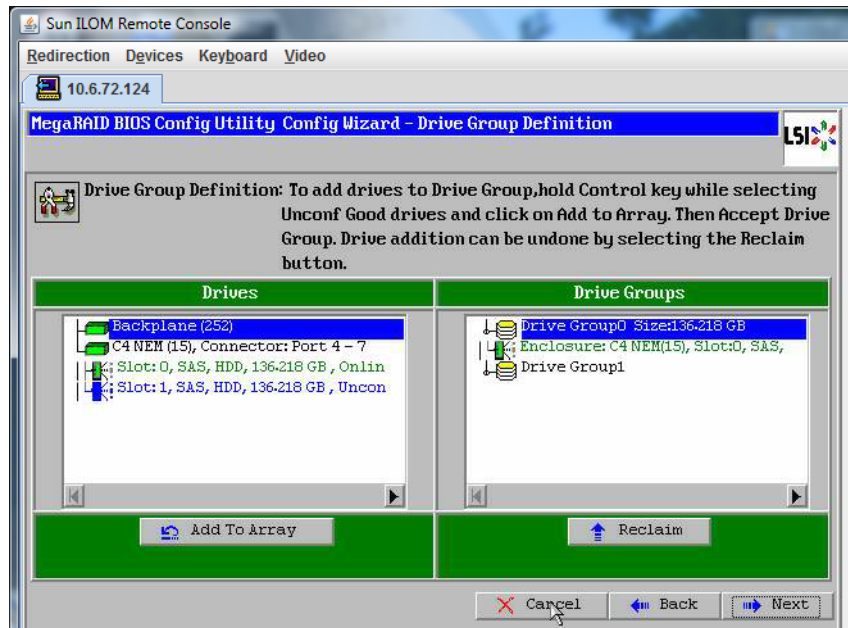 Sun ILOM Remote Console
Redirection Devices Keyboard Video
10.6.72.124
MegaRAID BIOS Config Utility Config Wizard - Drive Group Definition
LSI
Drive Group Definition: To add drives to Drive Group,hold Control key while selecting
Unconf Good drives and click on Add to Array. Then Accept Drive
Group. Drive addition can be undone by selecting the Reclaim
button.
Drives
Backplane (252)
C4 NEM (15), Connector: Port 4 - 7
Slot: 0, SAS, HDD, 136.218 GB , Onlin
Slot: 1, SAS, HDD, 136.218 GB , Uncon
Add To Array
Drive Groups
Drive Group0 Size:136.218 GB
Enclosure: C4 NEM(15), Slot:0, SAS,
Drive Group1
Reclaim
Cancel
Back
Next